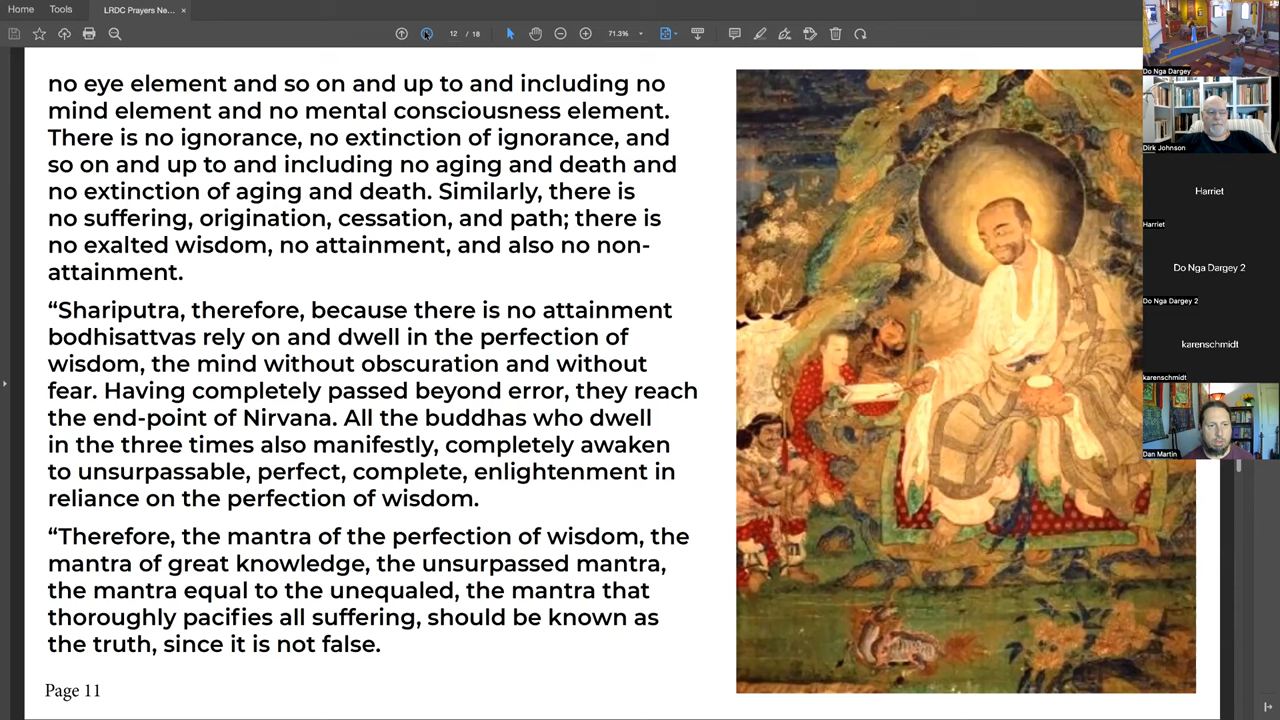 Home
Tools
LRDC Prayers Ne...
12 / 18
71.3%
no eye element and so on and up to and including no
mind element and no mental consciousness element.
There is no ignorance, no extinction of ignorance, and
so on and up to and including no aging and death and
no extinction of aging and death. Similarly, there is
no suffering, origination, cessation, and path; there is
no exalted wisdom, no attainment, and also no non-
attainment.
“Shariputra, therefore, because there is no attainment
bodhisattvas rely on and dwell in the perfection of
wisdom, the mind without obscuration and without
fear. Having completely passed beyond error, they reach
the end-point of Nirvana. All the buddhas who dwell
in the three times also manifestly, completely awaken
to unsurpassable, perfect, complete, enlightenment in
reliance on the perfection of wisdom.
“Therefore, the mantra of the perfection of wisdom, the
mantra of great knowledge, the unsurpassed mantra,
the mantra equal to the unequaled, the mantra that
thoroughly pacifies all suffering, should be known as
the truth, since it is not false.
Page 11
Do Nga Dargey
Dirk Johnson
Harriet
Harriet
Do Nga Dargey 2
Do Nga Dargey 2
karenschmidt
karenschmidt
Dan Martin